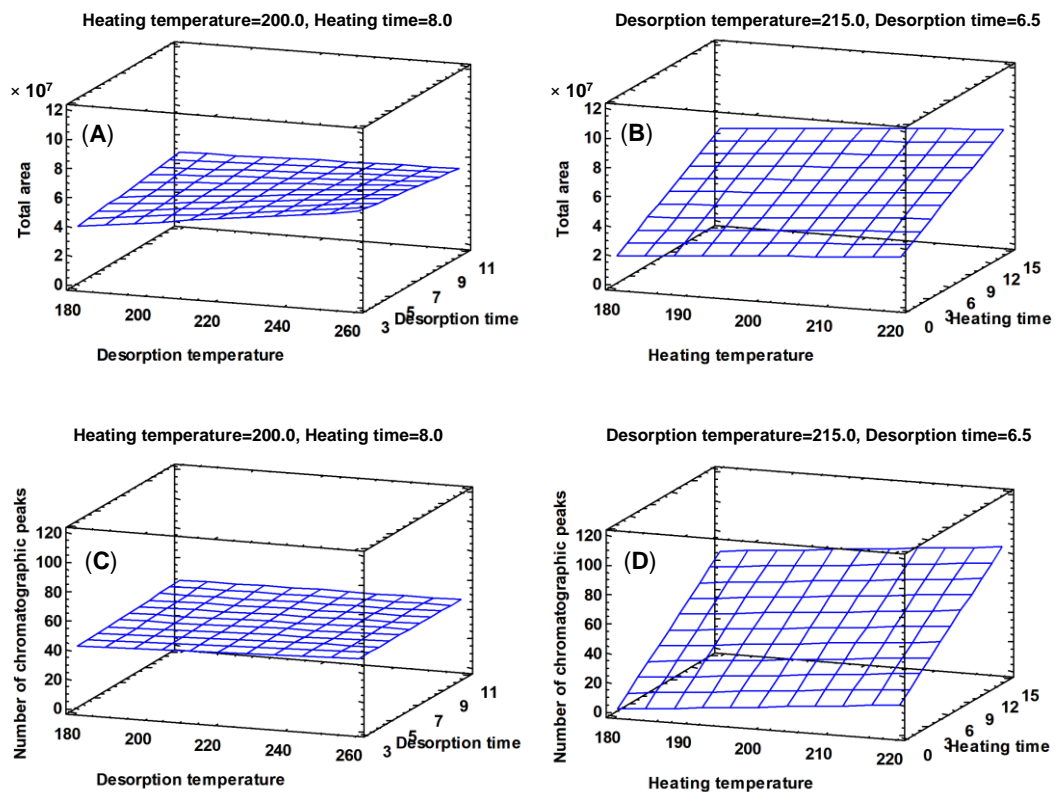 Heating temperature=200.0, Heating time=8.0
× 10⁷
(A)
Total area
12
10
8
6
4
2
0
180 200 220 240 260
3 5 7 9 11
Desorption time
Desorption temperature
Desorption temperature=215.0, Desorption time=6.5
× 10⁷
(B)
Total area
12
10
8
6
4
2
0
180 190 200 210 220
0 3 6 9 12 15
Heating time
Heating temperature
Heating temperature=200.0, Heating time=8.0
(C)
Number of chromatographic peaks
120
100
80
60
40
20
0
180 200 220 240 260
3 5 7 9 11
Desorption time
Desorption temperature
Desorption temperature=215.0, Desorption time=6.5
(D)
Number of chromatographic peaks
120
100
80
60
40
20
0
180 190 200 210 220
0 3 6 9 12 15
Heating time
Heating temperature